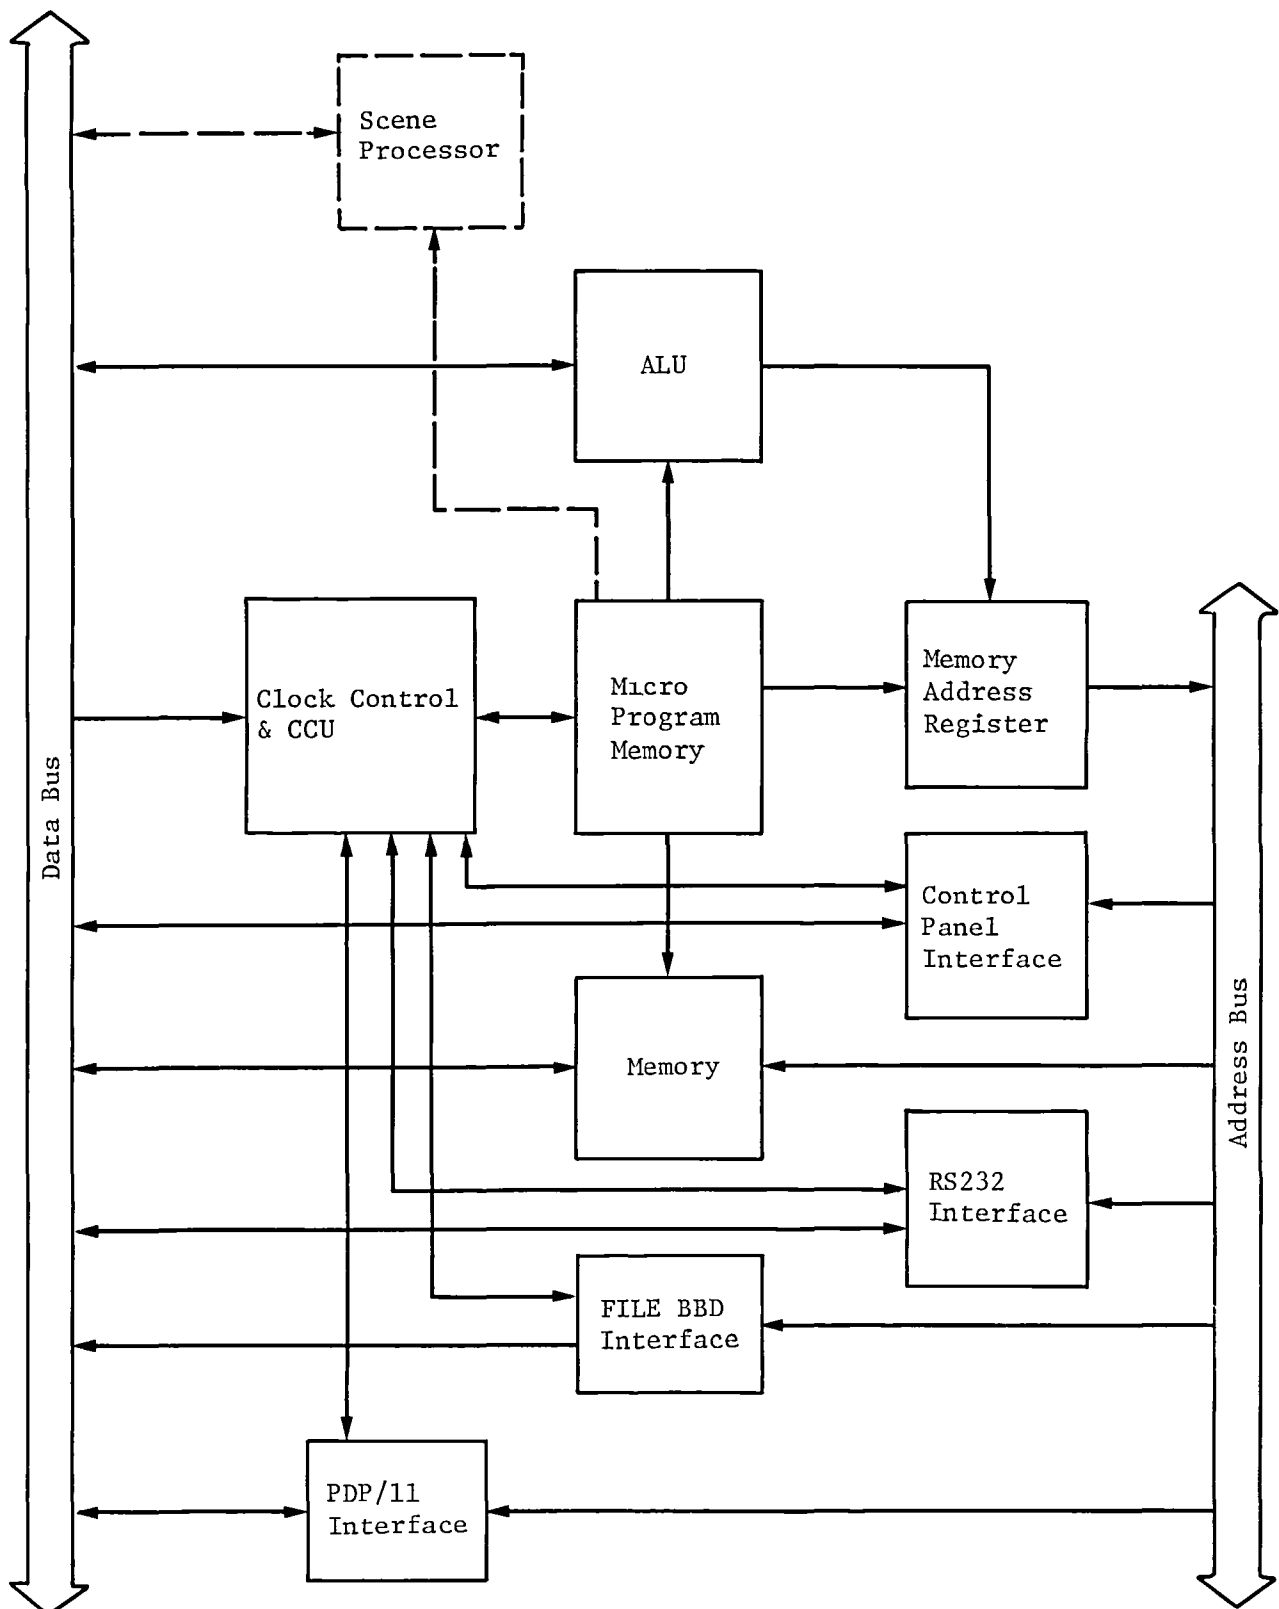 Scene
Processor
ALU
Clock Control
& CCU
Micro
Program
Memory
Memory
Address
Register
Data Bus
Control
Panel
Interface
Address Bus
Memory
RS232
Interface
FILE BBD
Interface
PDP/11
Interface